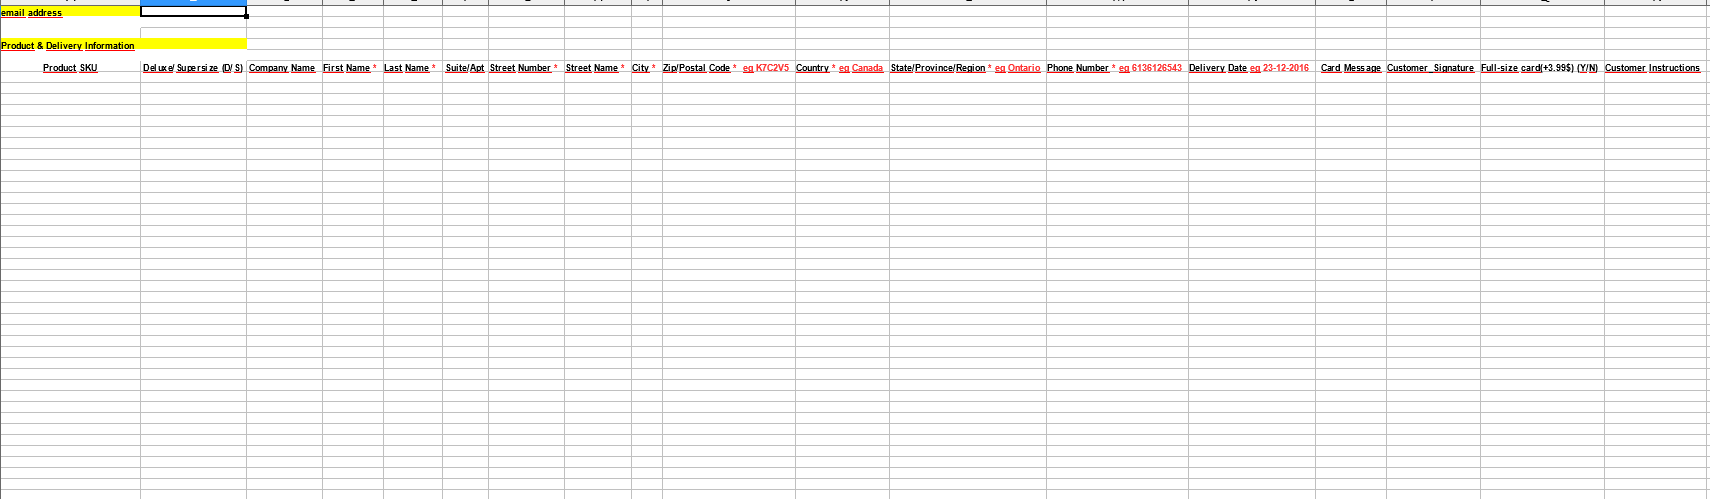 email address
Product & Delivery Information
Product SKU Deluxe/ Supersize (D/ S) Company Name First Name * Last Name * Suite/Apt Street Number * Street Name * City * Zip/Postal Code * eg K7C2V5 Country * eg Canada State/Province/Region * eg Ontario Phone Number * eg 6136126543 Delivery Date eg 23-12-2016 Card Message Customer_Signature Full-size card(+3.99$) (Y/N) Customer Instructions